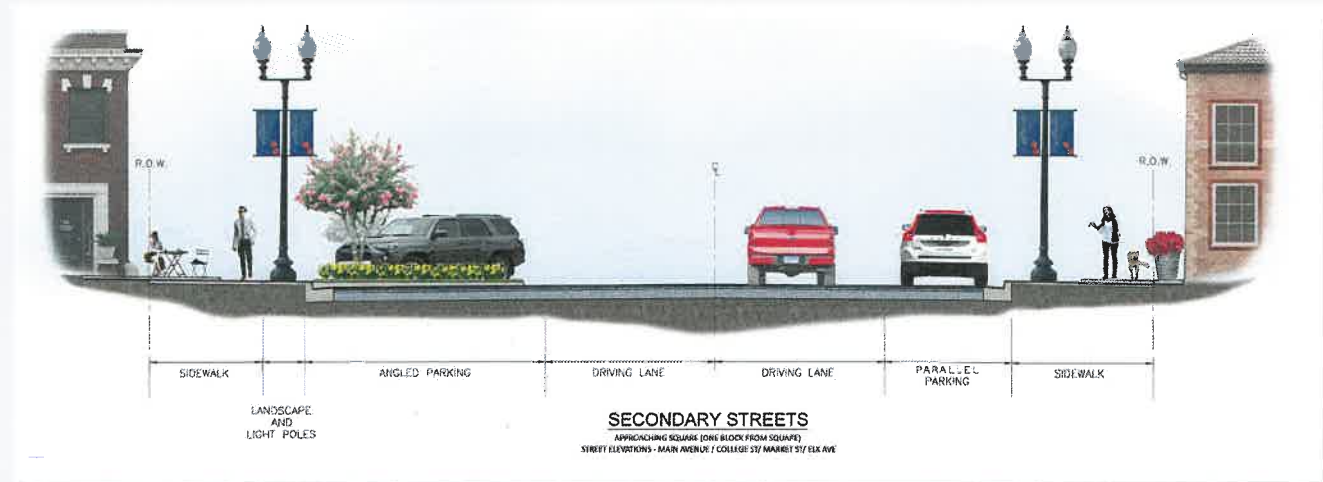 R.O.W.
℄
R.O.W.
SIDEWALK
ANGLED PARKING
DRIVING LANE
DRIVING LANE
PARALLEL
PARKING
SIDEWALK
LANDSCAPE
AND
LIGHT POLES
SECONDARY STREETS
APPROACHING SQUARE (ONE BLOCK FROM SQUARE)
STREET ELEVATIONS - MAIN AVENUE / COLLEGE ST/ MARKET ST/ ELK AVE